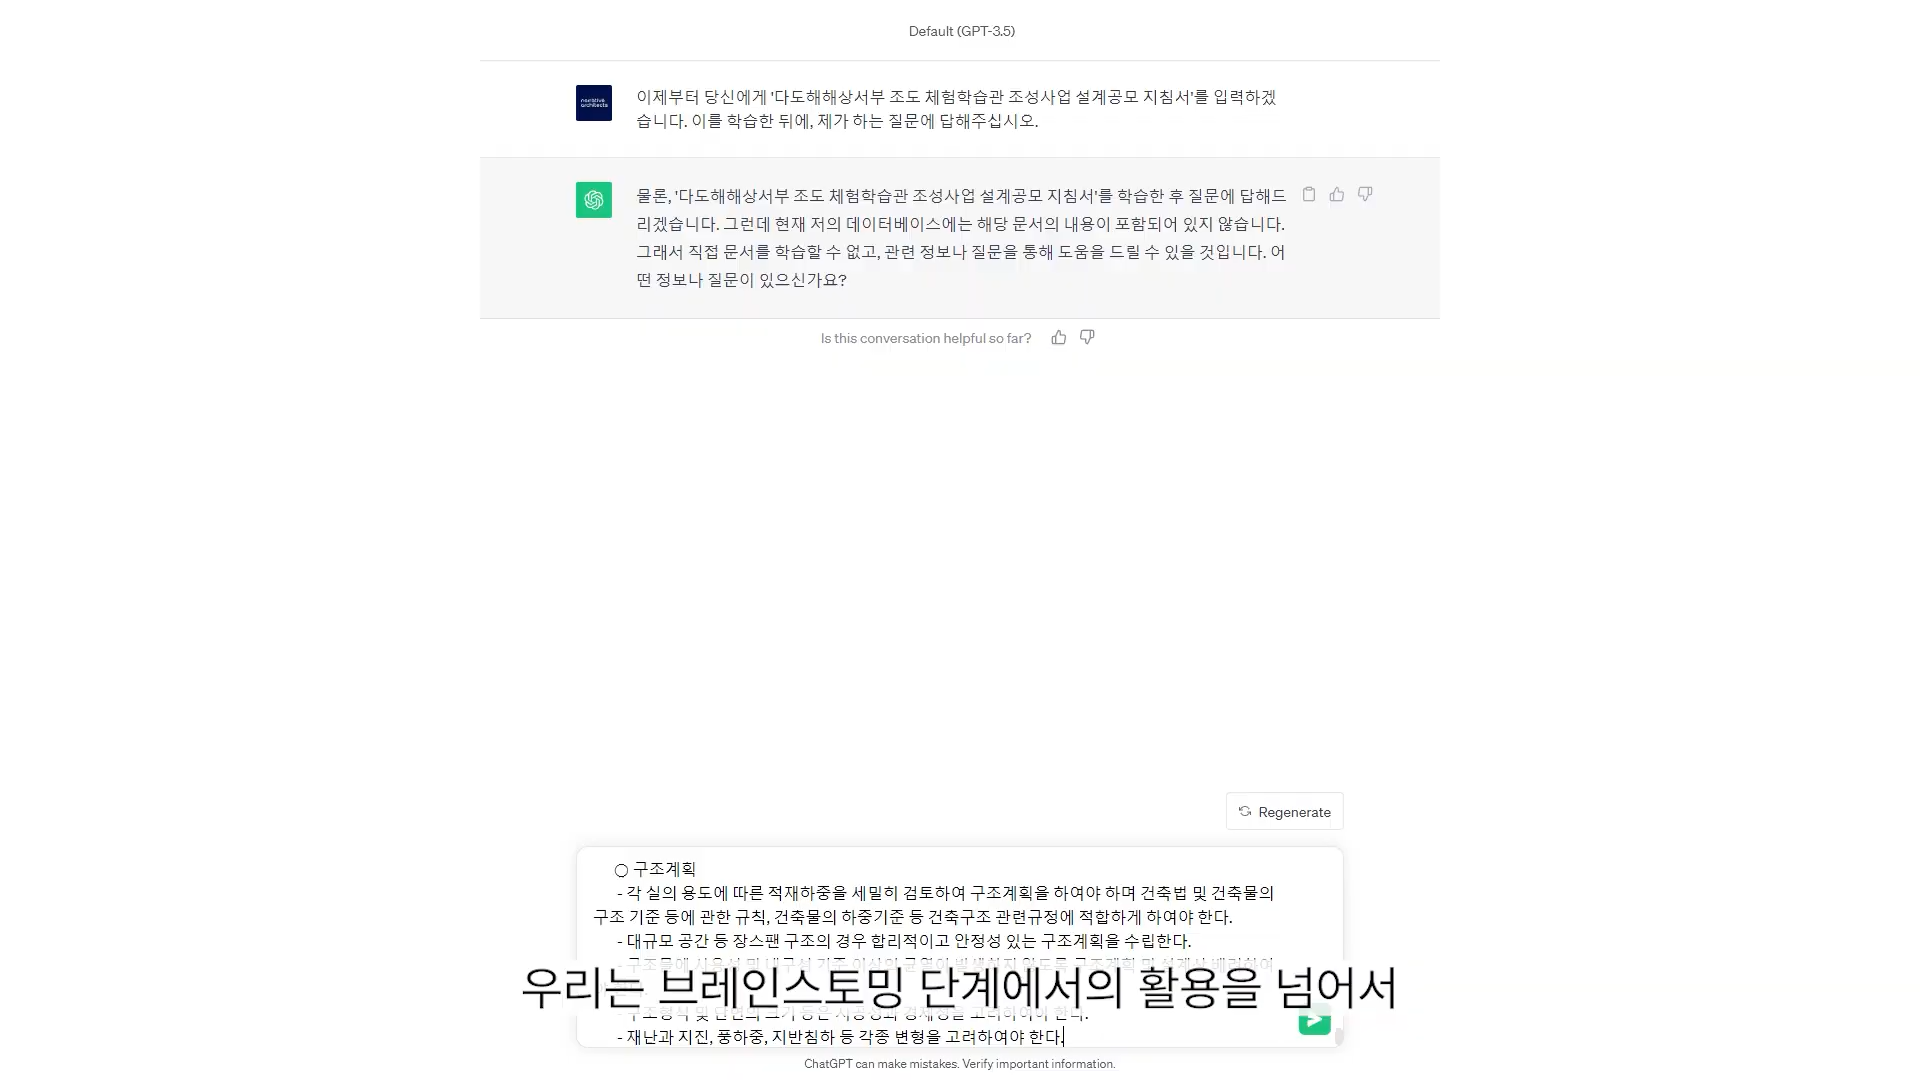 Default (GPT-3.5)
narrative
architects
이제부터 당신에게 '다도해해상서부 조도 체험학습관 조성사업 설계공모 지침서'를 입력하겠
습니다. 이를 학습한 뒤에, 제가 하는 질문에 답해주십시오.
물론, '다도해해상서부 조도 체험학습관 조성사업 설계공모 지침서'를 학습한 후 질문에 답해드
리겠습니다. 그런데 현재 저의 데이터베이스에는 해당 문서의 내용이 포함되어 있지 않습니다.
그래서 직접 문서를 학습할 수 없고, 관련 정보나 질문을 통해 도움을 드릴 수 있을 것입니다. 어
떤 정보나 질문이 있으신가요?
Is this conversation helpful so far?
Regenerate
○ 구조계획
- 각 실의 용도에 따른 적재하중을 세밀히 검토하여 구조계획을 하여야 하며 건축법 및 건축물의
구조 기준 등에 관한 규칙, 건축물의 하중기준 등 건축구조 관련규정에 적합하게 하여야 한다.
- 대규모 공간 등 장스팬 구조의 경우 합리적이고 안정성 있는 구조계획을 수립한다.
우리는 브레인스토밍 단계에서의 활용을 넘어서
- 재난과 지진, 풍하중, 지반침하 등 각종 변형을 고려하여야 한다.
ChatGPT can make mistakes. Verify important information.